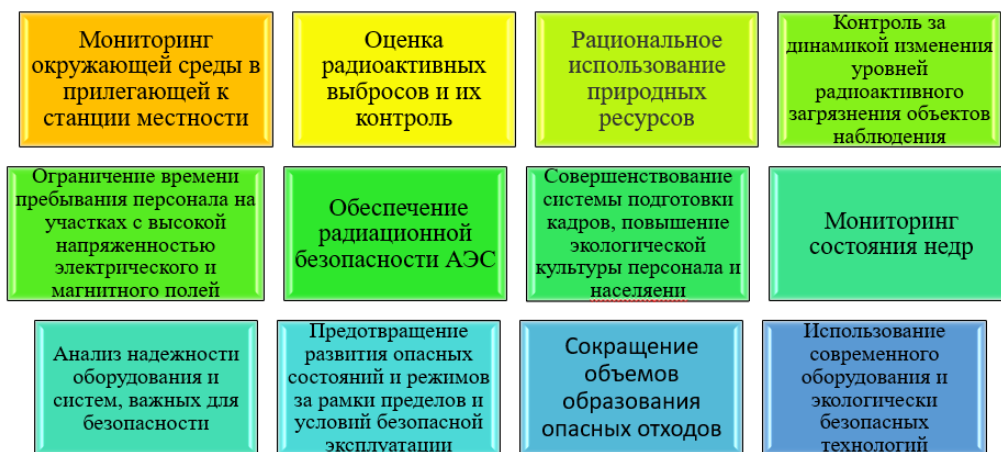 Мониторинг
окружающей среды в
прилегающей к
станции местности
Оценка
радиоактивных
выбросов и их
контроль
Рациональное
использование
природных
ресурсов
Контроль за
динамикой изменения
уровней
радиоактивного
загрязнения объектов
наблюдения
Ограничение времени
пребывания персонала на
участках с высокой
напряженностью
электрического и
магнитного полей
Обеспечение
радиационной
безопасности АЭС
Совершенствование
системы подготовки
кадров, повышение
экологической
культуры персонала и
населяени
Мониторинг
состояния недр
Анализ надежности
оборудования и
систем, важных для
безопасности
Предотвращение
развития опасных
состояний и режимов
за рамки пределов и
условий безопасной
эксплуатации
Сокращение
объемов
образования
опасных отходов
Использование
современного
оборудования и
экологически
безопасных
технологий